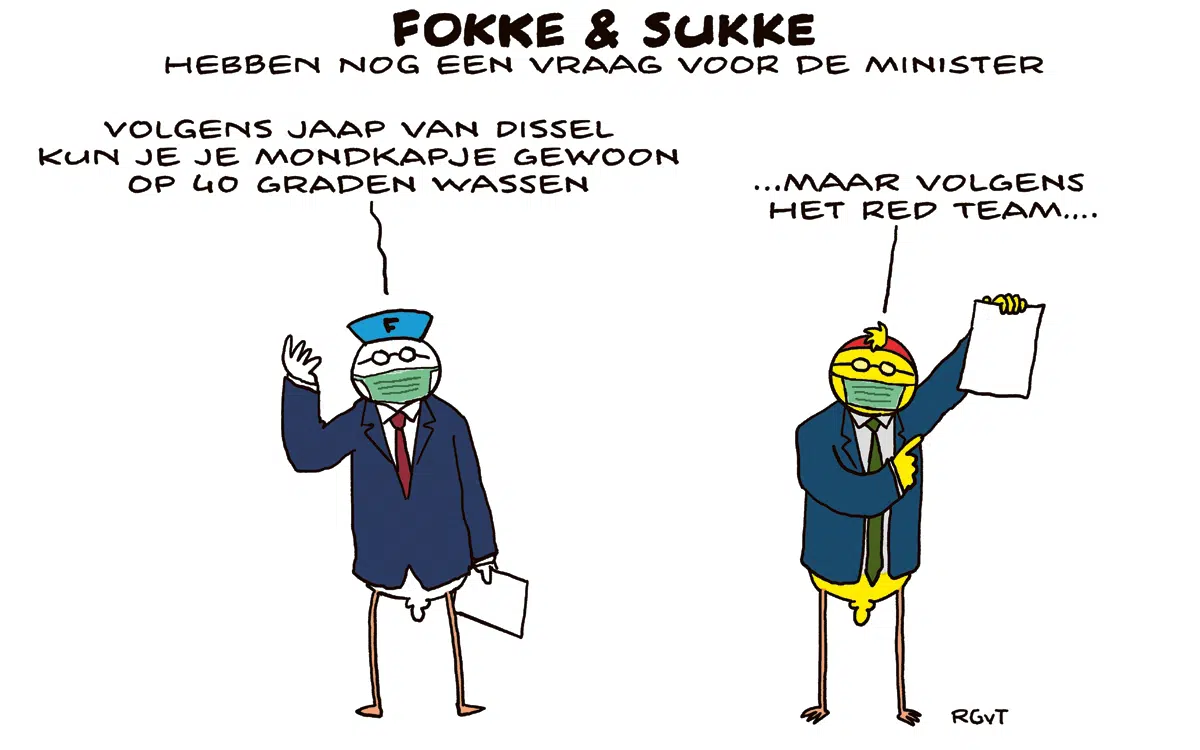 FOKKE & SUKKE
HEBBEN NOG EEN VRAAG VOOR DE MINISTER
VOLGENS JAAP VAN DISSEL
KUN JE JE MONDKAPJE GEWOON
OP 40 GRADEN WASSEN
...MAAR VOLGENS
HET RED TEAM....
F
RGvT